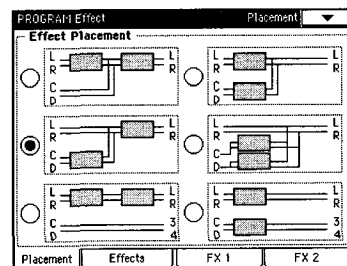 PROGRAM Effect Placement
Effect Placement
L L L L
R R R R
C C
D D
L L L L
R R R R
C C
D D
L L L L
R R R R
C 3 C 3
D 4 D 4
Placement Effects FX 1 FX 2